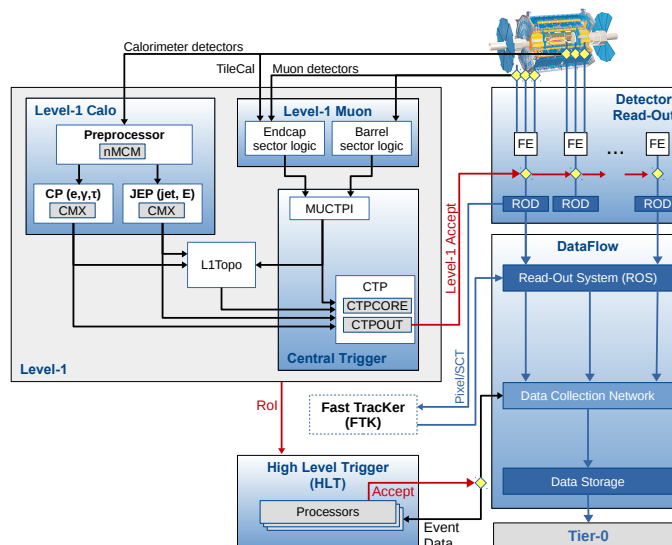 Calorimeter detectors
TileCal
Muon detectors
Level-1 Calo
Preprocessor
nMCM
CP (e,γ,τ)
CMX
JEP (jet, E)
CMX
Level-1 Muon
Endcap
sector logic
Barrel
sector logic
MUCTPI
L1Topo
CTP
CTPCORE
CTPOUT
Central Trigger
Level-1
Level-1 Accept
Detector
Read-Out
FE
FE
...
FE
ROD
ROD
ROD
DataFlow
Read-Out System (ROS)
Pixel/SCT
Data Collection Network
Data Storage
Tier-0
RoI
Fast TracKer
(FTK)
High Level Trigger
(HLT)
Accept
Processors
Event
Data